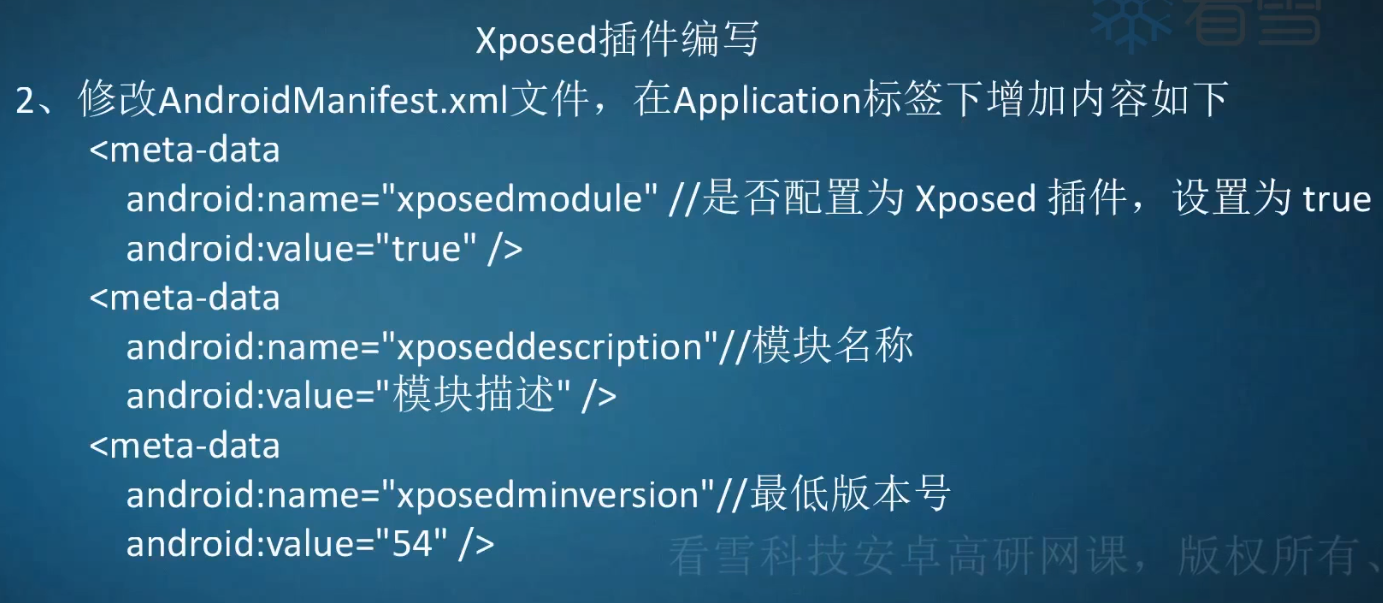 看雪
Xposed插件编写
2、修改AndroidManifest.xml文件，在Application标签下增加内容如下
<meta-data
android:name="xposedmodule" //是否配置为 Xposed 插件，设置为 true
android:value="true" />
<meta-data
android:name="xposeddescription"//模块名称
android:value="模块描述" />
<meta-data
android:name="xposedminversion"//最低版本号
android:value="54" />
看雪科技安卓高研网课，版权所有、